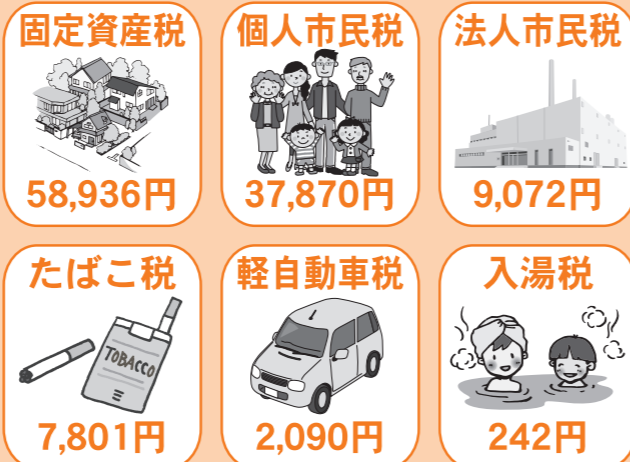 固定資産税
58,936円
個人市民税
37,870円
法人市民税
9,072円
たばこ税
TOBACCO
7,801円
軽自動車税
2,090円
入湯税
242円